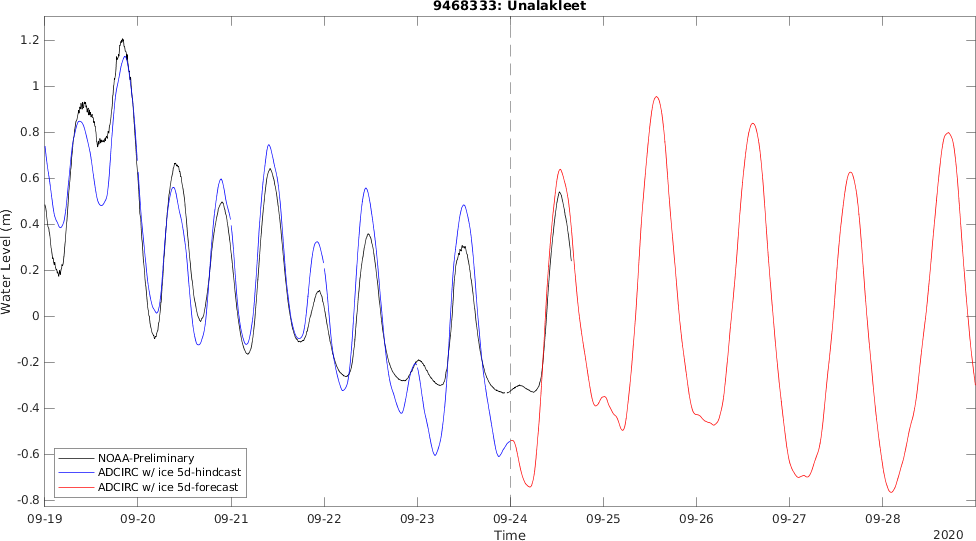 9468333: Unalakleet
Water Level (m)
1.2
1
0.8
0.6
0.4
0.2
0
-0.2
-0.4
-0.6
-0.8
NOAA-Preliminary
ADCIRC w/ ice 5d-hindcast
ADCIRC w/ ice 5d-forecast
09-19 09-20 09-21 09-22 09-23 09-24 09-25 09-26 09-27 09-28
Time
2020